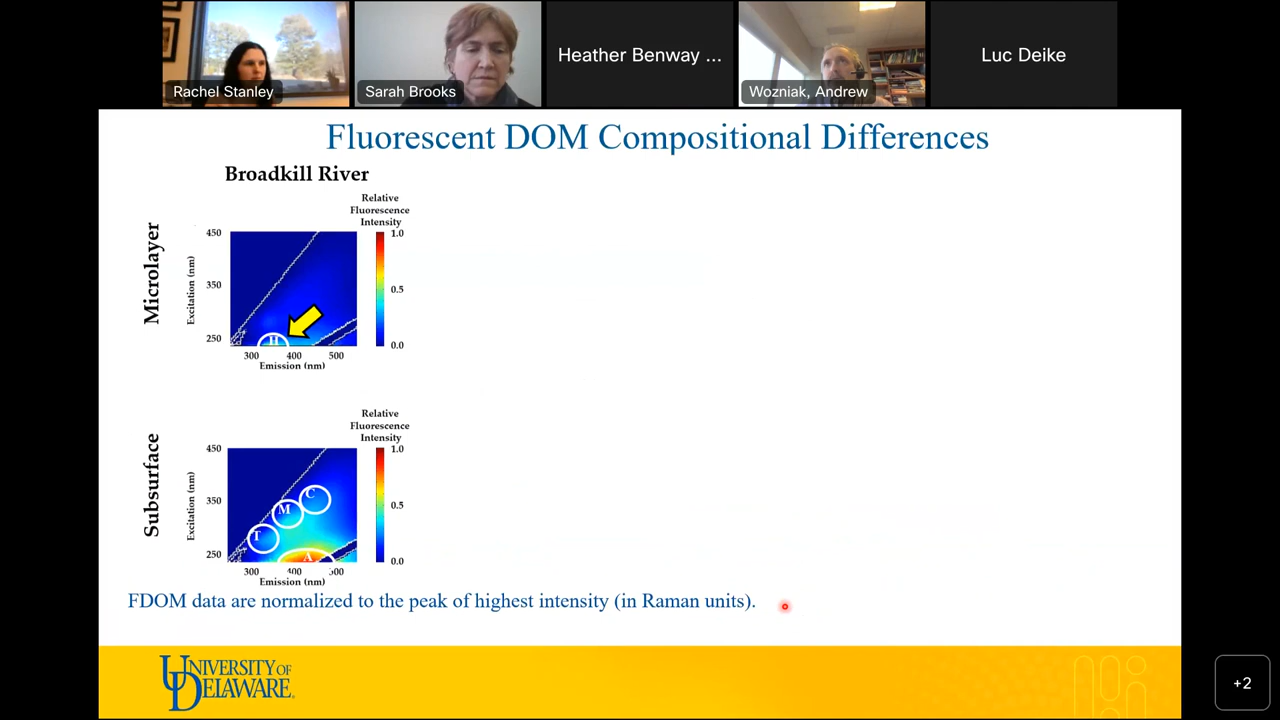 Rachel Stanley
Sarah Brooks
Heather Benway ...
Wozniak, Andrew
Luc Deike
Fluorescent DOM Compositional Differences
Broadkill River
Microlayer
Relative
Fluorescence
Intensity
Excitation (nm)
450
350
250
H
1.0
0.5
0.0
300 400 500
Emission (nm)
Subsurface
Relative
Fluorescence
Intensity
Excitation (nm)
450
350
250
C
M
T
A
1.0
0.5
0.0
300 400 500
Emission (nm)
FDOM data are normalized to the peak of highest intensity (in Raman units).
UNIVERSITY OF
DELAWARE
+2